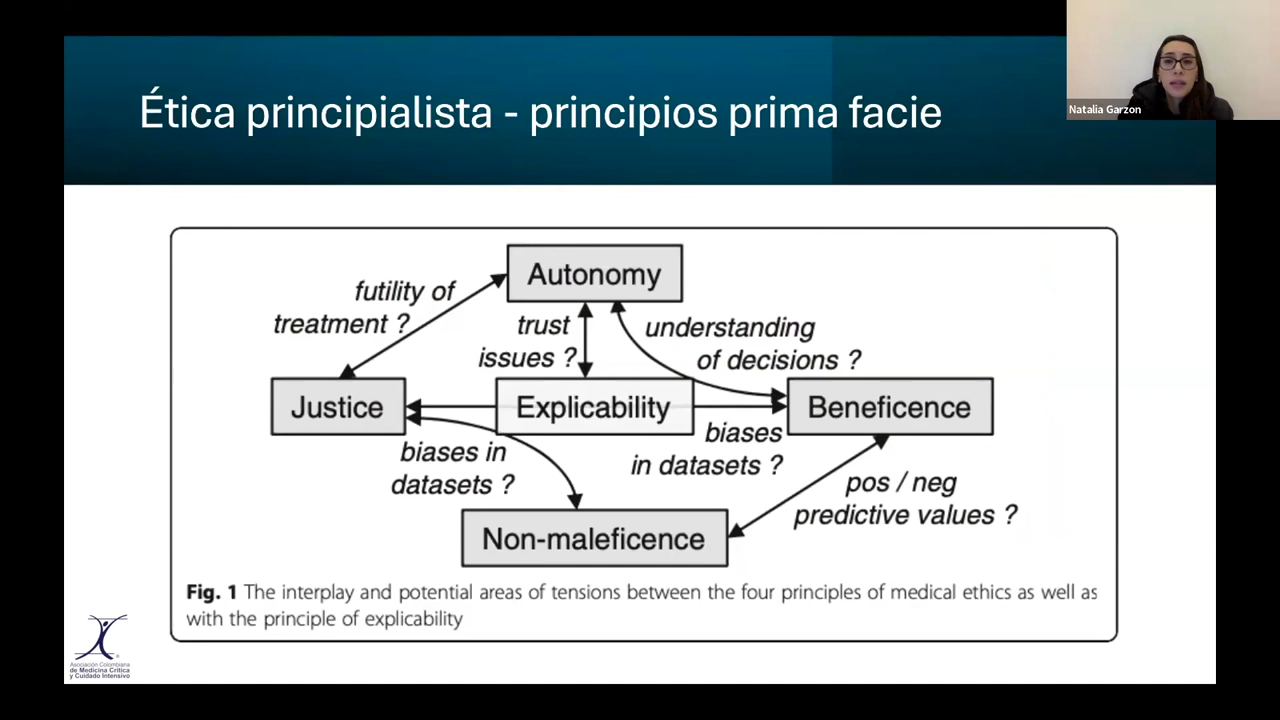 Ética principialista - principios prima facie
Natalia Garzon
Autonomy
futility of
treatment ?
trust
issues ?
understanding
of decisions ?
Justice
Explicability
Beneficence
biases in
datasets ?
biases
in datasets ?
pos / neg
predictive values ?
Non-maleficence
Fig. 1 The interplay and potential areas of tensions between the four principles of medical ethics as well as
with the principle of explicability
Asociación Colombiana
de Medicina Crítica
y Cuidado Intensivo